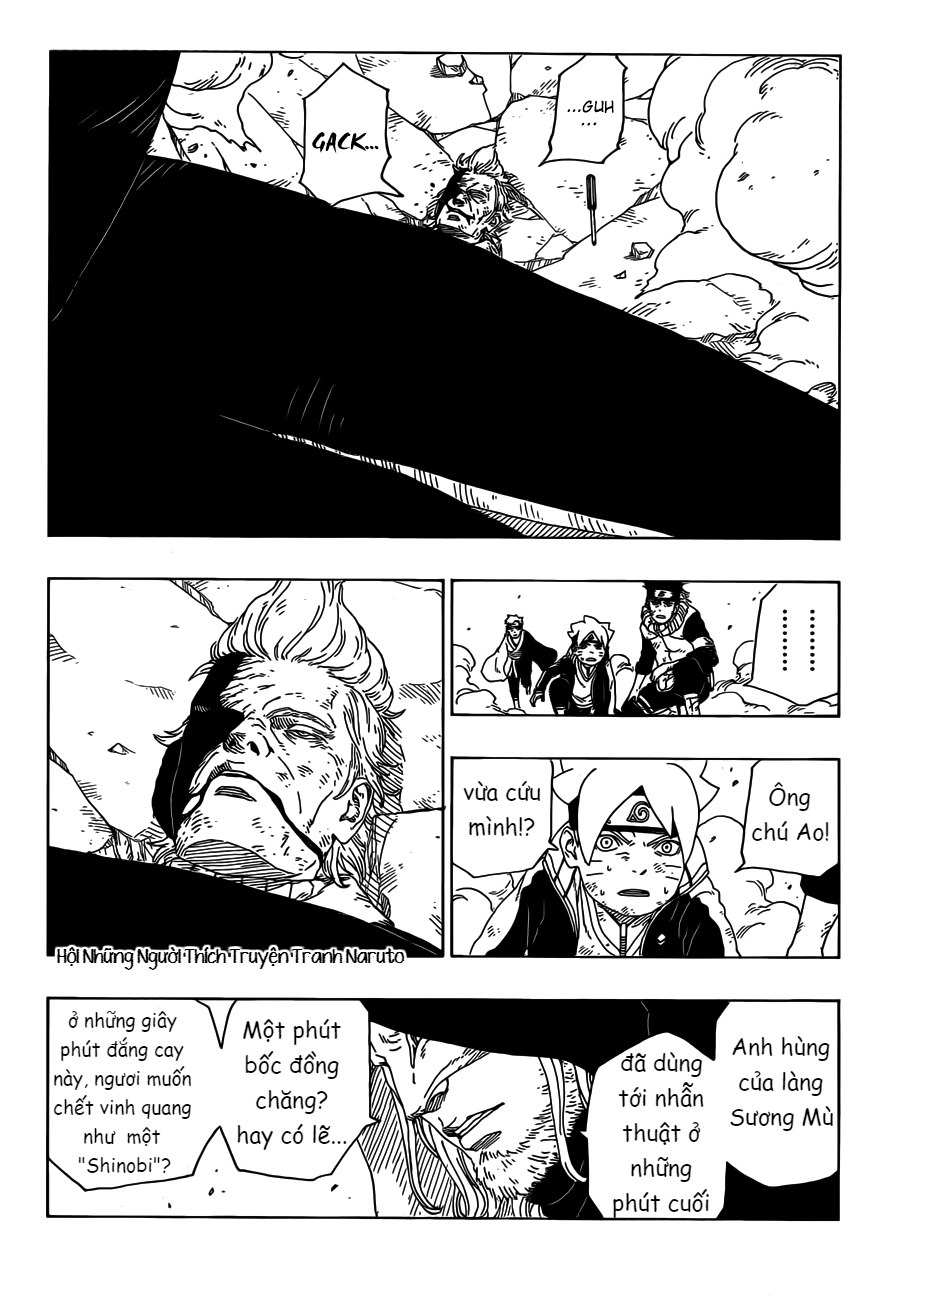 ...GUH
...
GACK...
.........
.........
Ông
chú Ao!
vừa cứu
mình!?
Hội Những Người Thích Truyện Tranh Naruto
Anh hùng
của làng
Sương Mù
đã dùng
tới nhẫn
thuật ở
những
phút cuối
Một phút
bốc đồng
chăng?
hay có lẽ...
ở những giây
phút đắng cay
này, ngươi muốn
chết vinh quang
như một
"Shinobi"?